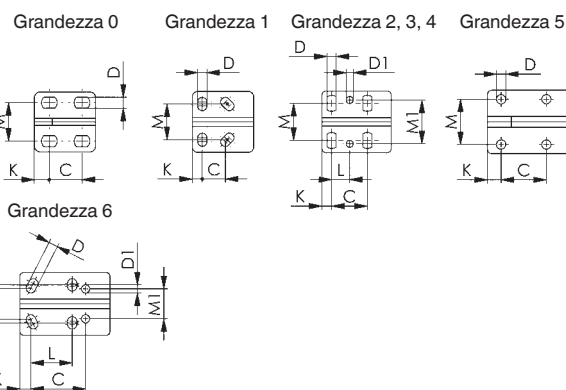 Grandezza 0
Grandezza 1
Grandezza 2, 3, 4
Grandezza 5
D
M
K
C
D
M
K
C
D
D1
M
M1
L
K
C
D
M
K
C
Grandezza 6
D
D1
M1
L
K
C